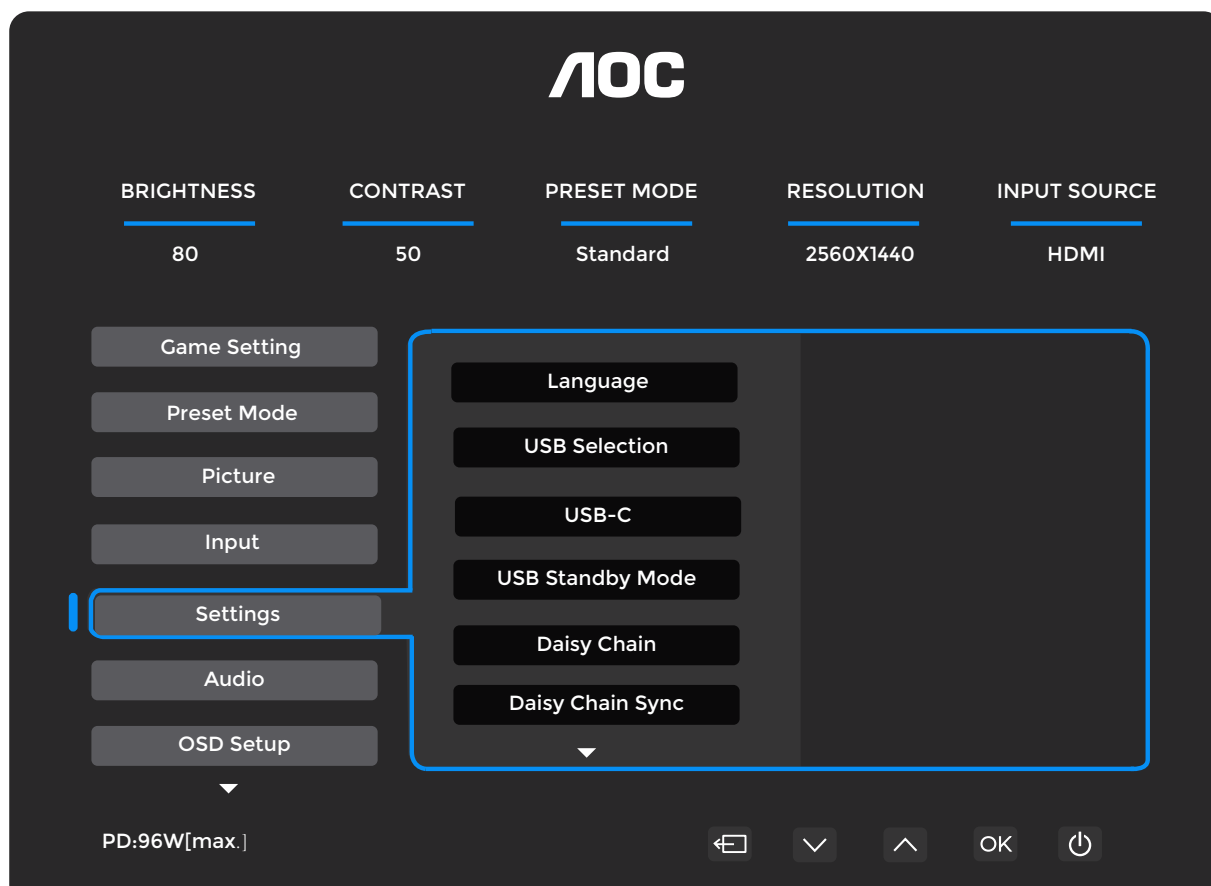 AOC
BRIGHTNESS CONTRAST PRESET MODE RESOLUTION INPUT SOURCE
80 50 Standard 2560X1440 HDMI
Game Setting
Preset Mode
Picture
Input
Settings
Audio
OSD Setup
Language
USB Selection
USB-C
USB Standby Mode
Daisy Chain
Daisy Chain Sync
PD:96W[max.]
OK